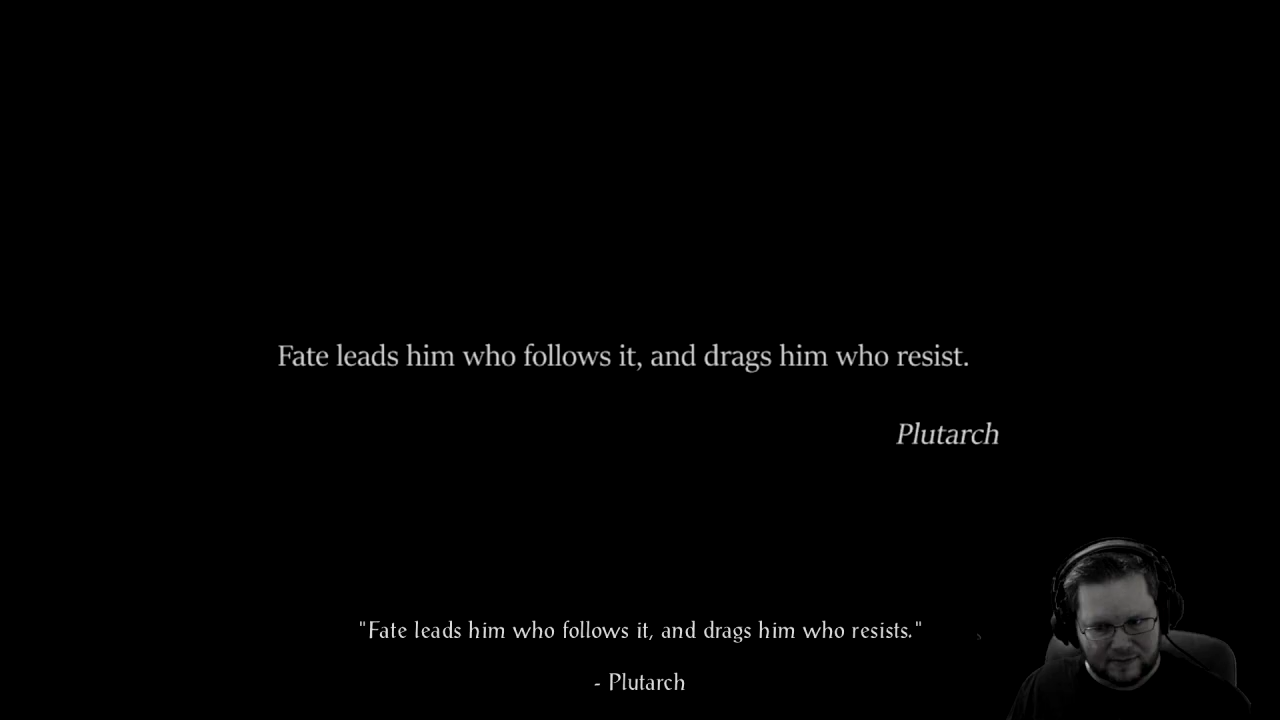 Fate leads him who follows it, and drags him who resist.
Plutarch
"Fate leads him who follows it, and drags him who resists."
- Plutarch